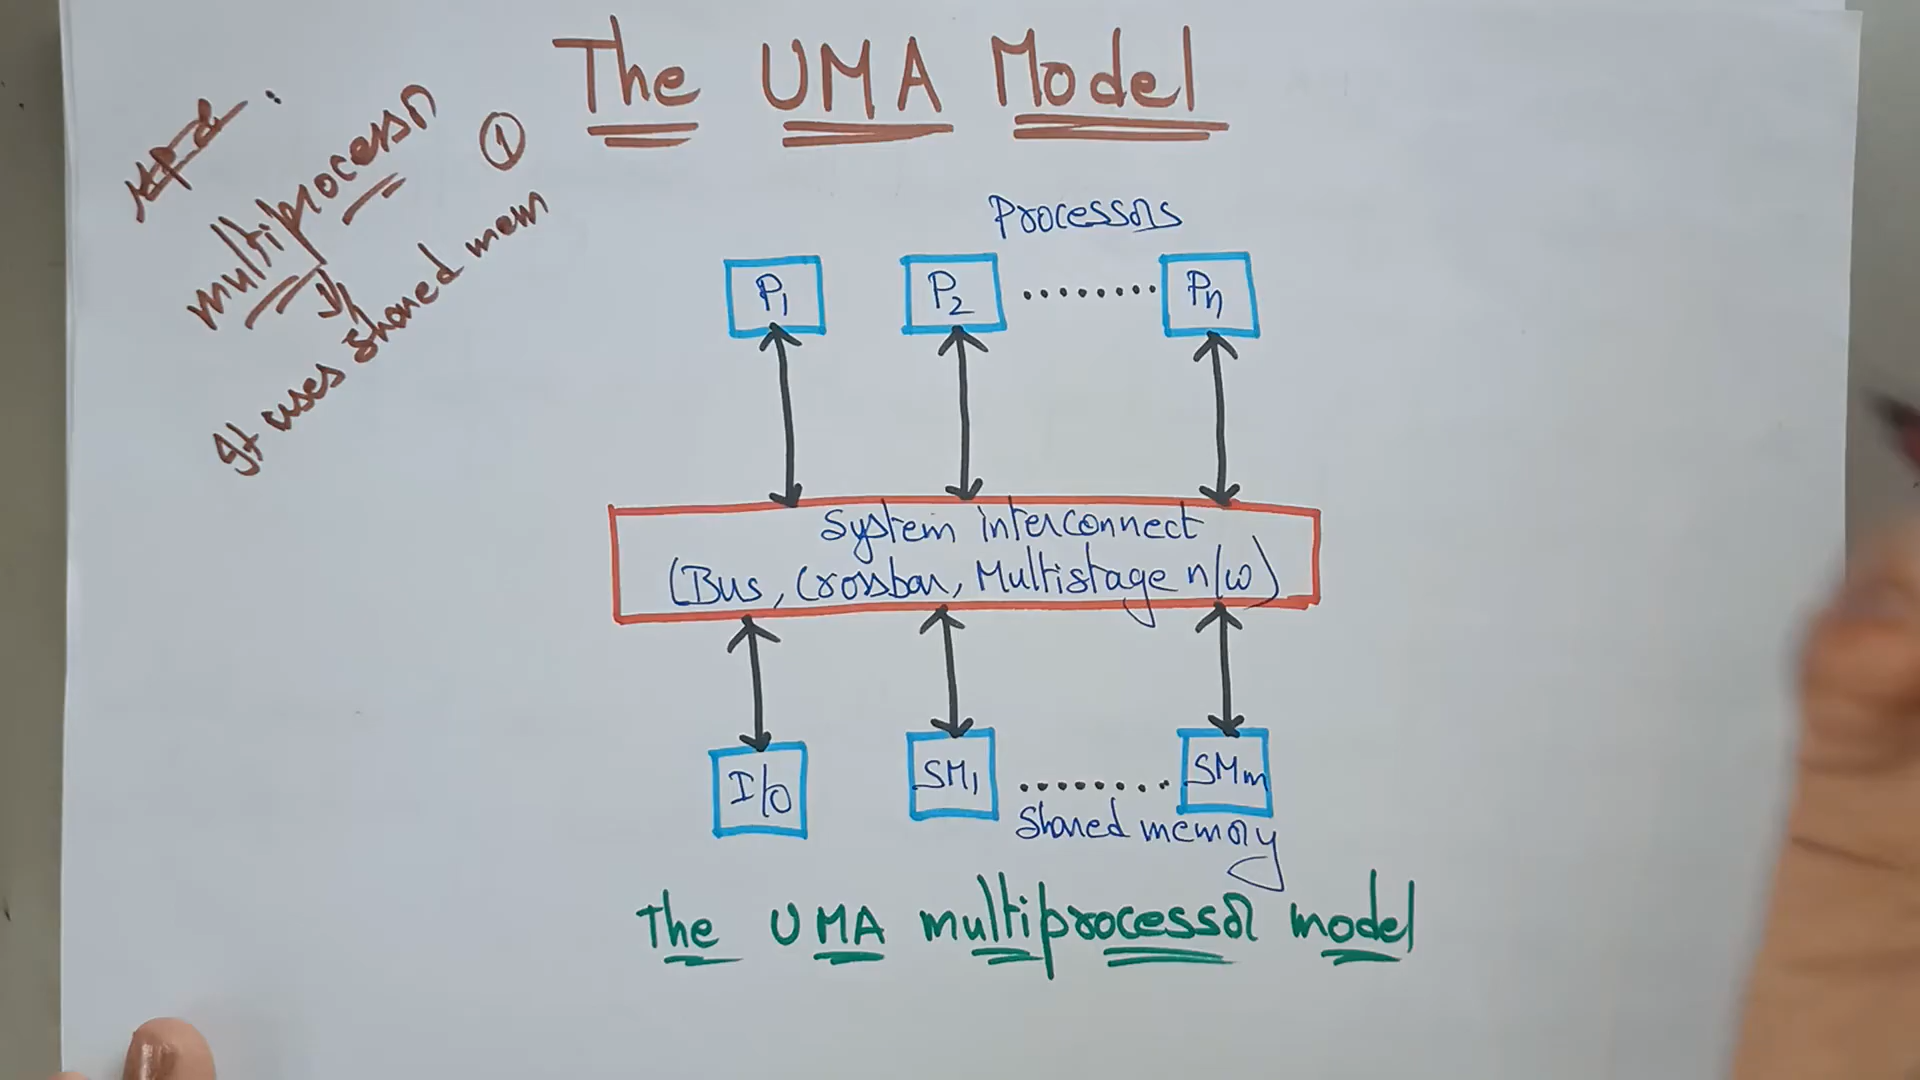 The UMA Model
multiprocessor ①
It uses shared mem
Processors
P1 P2 ........ Pn
System interconnect
(Bus, Crossbar, Multistage n/w)
I/O SM1 ........ SMm
Shared memory
The UMA multiprocessor model